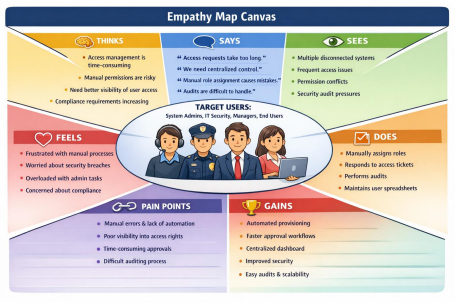 Empathy Map Canvas
THINKS
Access management is
time-consuming
Manual permissions are risky
Need better visibility of user access
Compliance requirements increasing
SAYS
“ Access requests take too long.”
“ We need centralized control.”
“ Manual role assignment causes mistakes.”
“ Audits are difficult to handle.”
SEES
Multiple disconnected systems
Frequent access issues
Permission conflicts
Security audit pressures
TARGET USERS:
System Admins, IT Security, Managers, End Users
FEELS
Frustrated with manual processes
Worried about security breaches
Overloaded with admin tasks
Concerned about compliance
DOES
Manually assigns roles
Responds to access tickets
Performs audits
Maintains user spreadsheets
PAIN POINTS
Manual errors & lack of automation
Poor visibility into access rights
Time-consuming approvals
Difficult auditing process
GAINS
Automated provisioning
Faster approval workflows
Centralized dashboard
Improved security
Easy audits & scalability